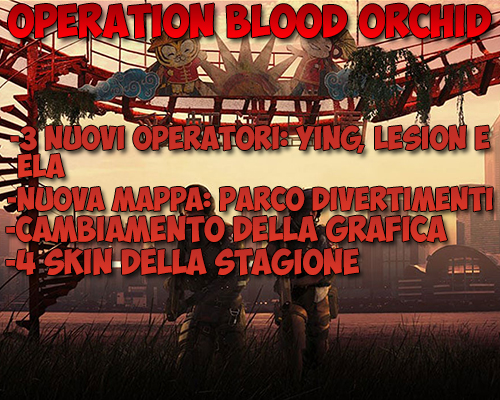 OPERATION BLOOD ORCHID
-3 NUOVI OPERATORI: YING, LESION E
ELA
-NUOVA MAPPA: PARCO DIVERTIMENTI
-CAMBIAMENTO DELLA GRAFICA
-4 SKIN DELLA STAGIONE